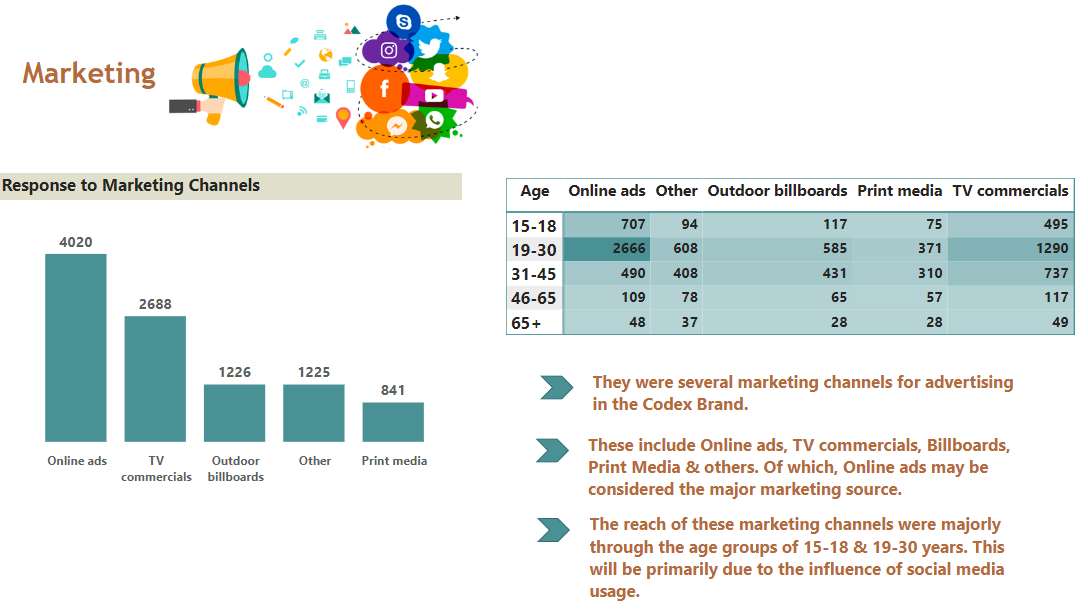 Marketing
Response to Marketing Channels
4020
2688
1226
1225
841
Online ads
TV
commercials
Outdoor
billboards
Other
Print media
Age Online ads Other Outdoor billboards Print media TV commercials
15-18 707 94 117 75 495
19-30 2666 608 585 371 1290
31-45 490 408 431 310 737
46-65 109 78 65 57 117
65+ 48 37 28 28 49
They were several marketing channels for advertising
in the Codex Brand.
These include Online ads, TV commercials, Billboards,
Print Media & others. Of which, Online ads may be
considered the major marketing source.
The reach of these marketing channels were majorly
through the age groups of 15-18 & 19-30 years. This
will be primarily due to the influence of social media
usage.